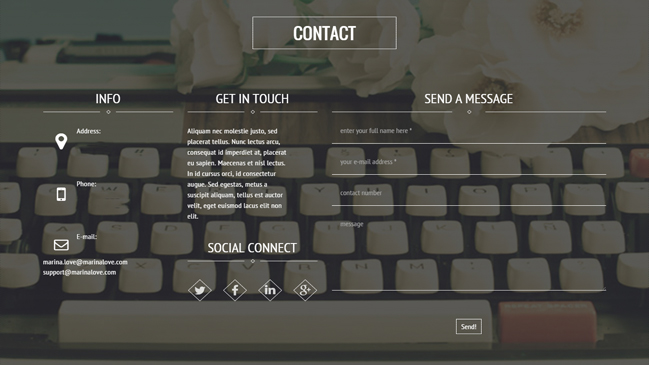 CONTACT
INFO
Address:
Phone:
E-mail:
marina.love@marinalove.com
support@marinalove.com
GET IN TOUCH
Aliquam nec molestie justo, sed
placerat tellus. Nunc lectus arcu,
consequat id imperdiet at, placerat
eu sapien. Maecenas et nisl lectus.
In id cursus orci, id consectetur
augue. Sed egestas, metus a
suscipit aliquam, tellus est auctor
velit, eget euismod lacus elit non
elit.
SOCIAL CONNECT
SEND A MESSAGE
enter your full name here *
your e-mail address *
contact number
message
Send!